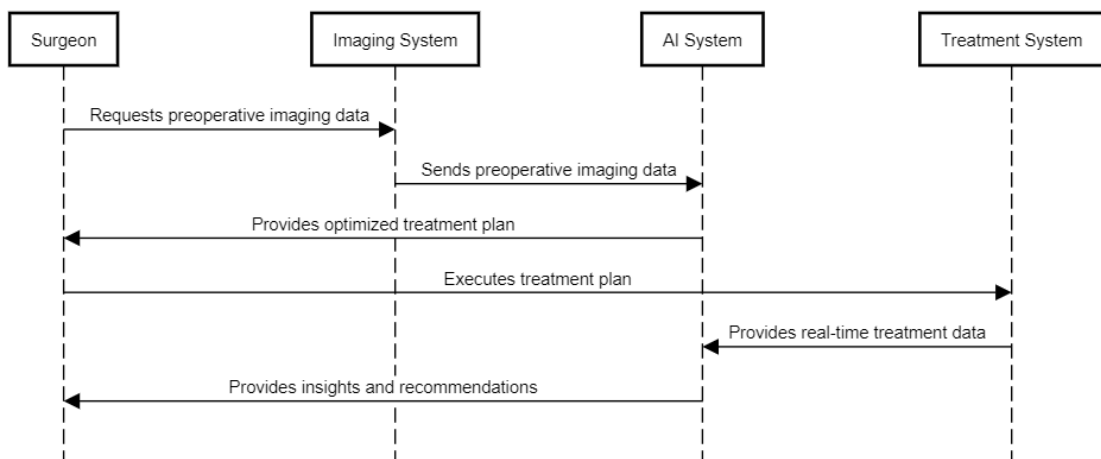 Surgeon
Imaging System
AI System
Treatment System
Requests preoperative imaging data
Sends preoperative imaging data
Provides optimized treatment plan
Executes treatment plan
Provides real-time treatment data
Provides insights and recommendations